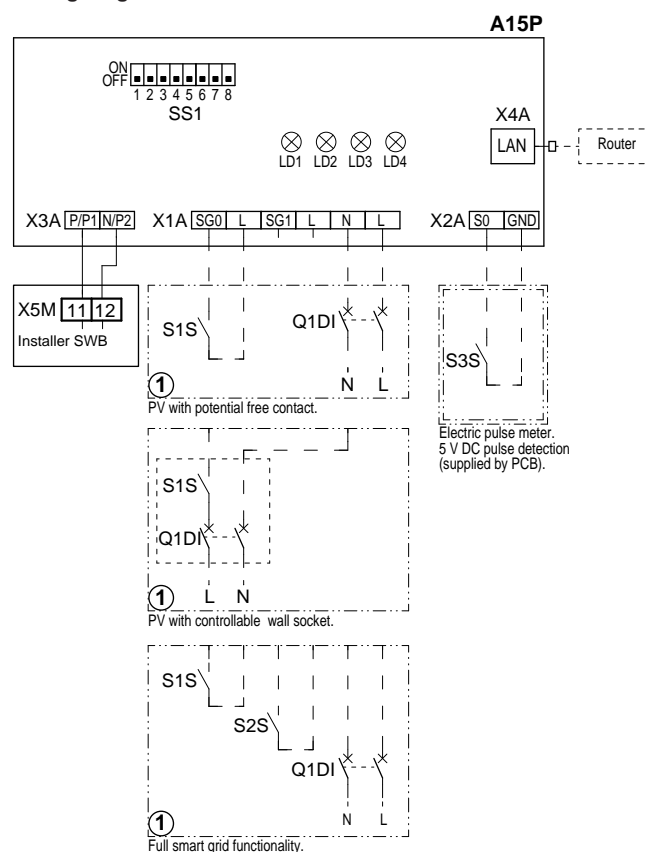 A15P
ON
OFF
1 2 3 4 5 6 7 8
SS1
LD1 LD2 LD3 LD4
X4A
LAN
Router
X3A P/P1 N/P2 X1A SG0 L SG1 L N L X2A S0 GND
X5M 11 12
Installer SWB
S1S Q1DI
N L
1
PV with potential free contact.
S3S
Electric pulse meter.
5 V DC pulse detection
(supplied by PCB).
S1S
Q1DI
L N
1
PV with controllable wall socket.
S1S
S2S
Q1DI
N L
1
Full smart grid functionality.